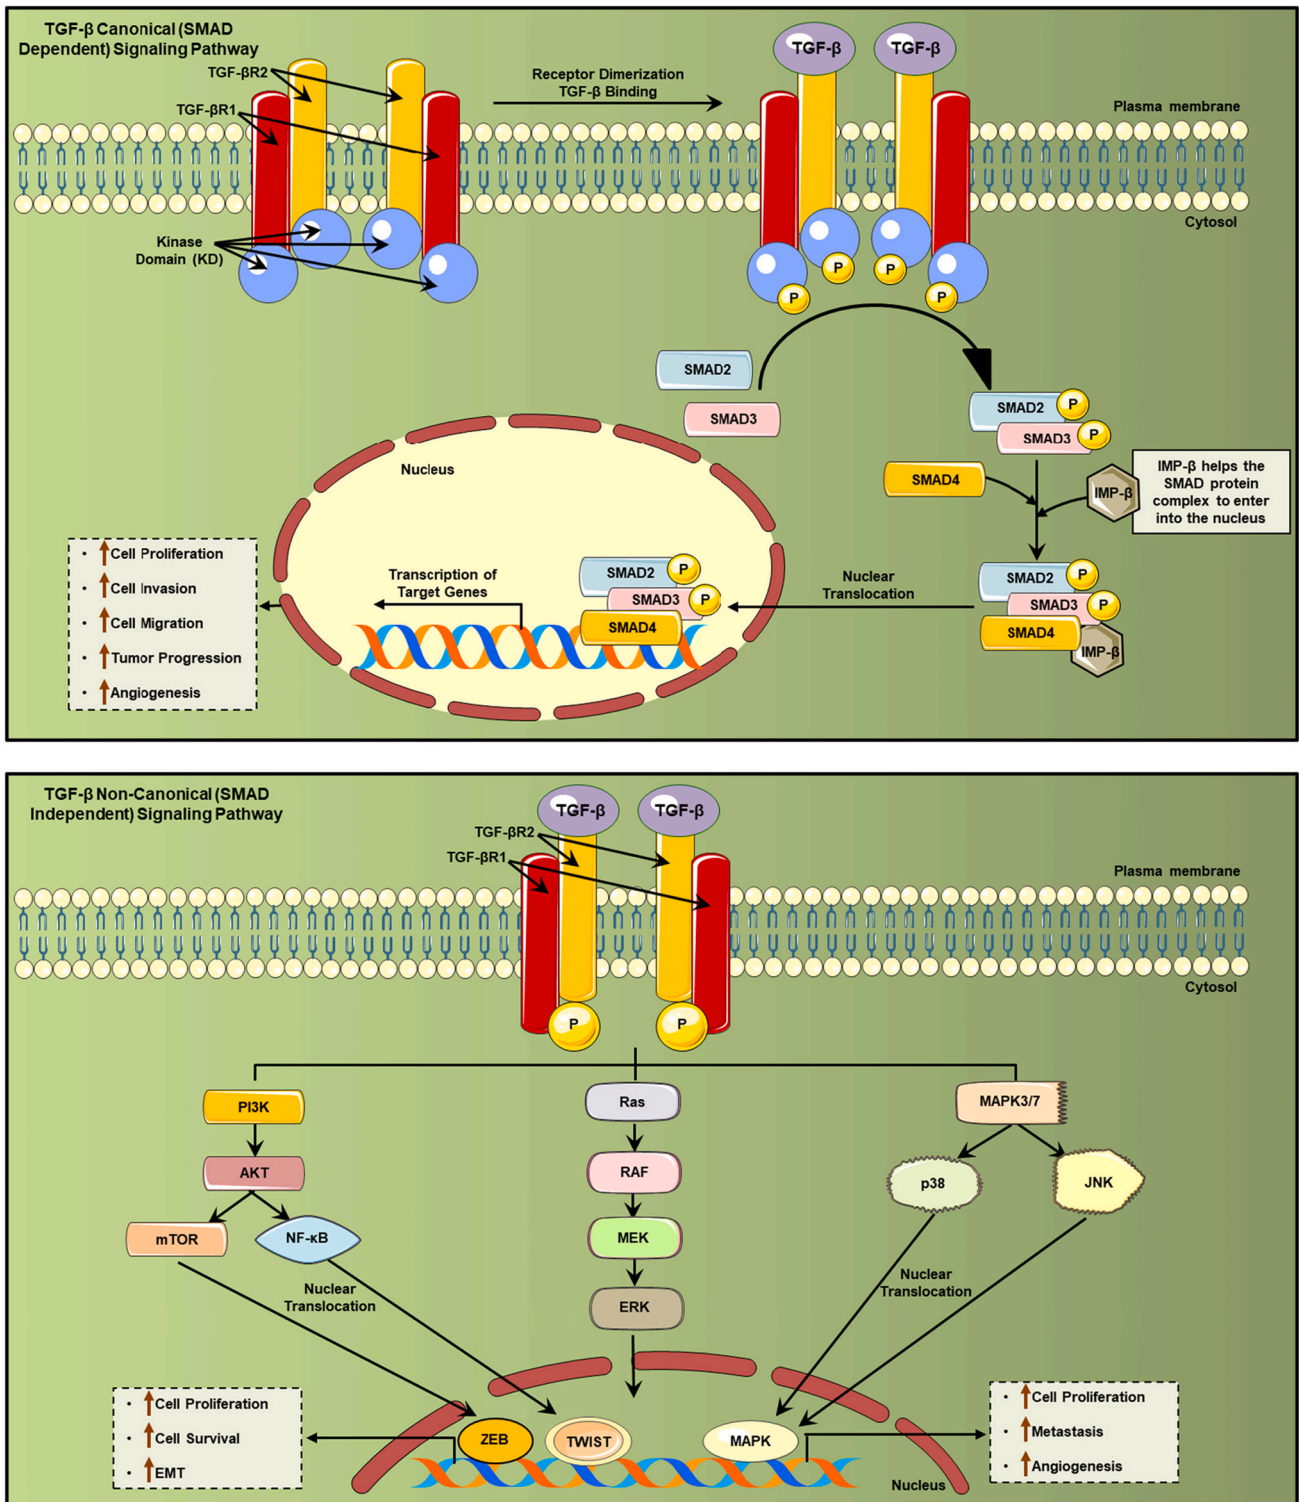 TGF-β Canonical (SMAD
Dependent) Signaling Pathway
TGF-βR2
TGF-βR1
Kinase
Domain (KD)
Receptor Dimerization
TGF-β Binding
TGF-β
TGF-β
Plasma membrane
Cytosol
P
P
P
P
SMAD2
SMAD3
SMAD2
P
SMAD3
P
SMAD4
IMP-β
IMP-β helps the
SMAD protein
complex to enter
into the nucleus
SMAD2
P
SMAD3
P
SMAD4
IMP-β
Nuclear
Translocation
Nucleus
Transcription of
Target Genes
SMAD2
P
SMAD3
P
SMAD4
• Cell Proliferation
• Cell Invasion
• Cell Migration
• Tumor Progression
• Angiogenesis
TGF-β Non-Canonical (SMAD
Independent) Signaling Pathway
TGF-β
TGF-β
TGF-βR2
TGF-βR1
Plasma membrane
Cytosol
P
P
PI3K
AKT
mTOR
NF-κB
Nuclear
Translocation
Ras
RAF
MEK
ERK
MAPK3/7
p38
JNK
Nuclear
Translocation
• Cell Proliferation
• Cell Survival
• EMT
ZEB
TWIST
MAPK
• Cell Proliferation
• Metastasis
• Angiogenesis
Nucleus